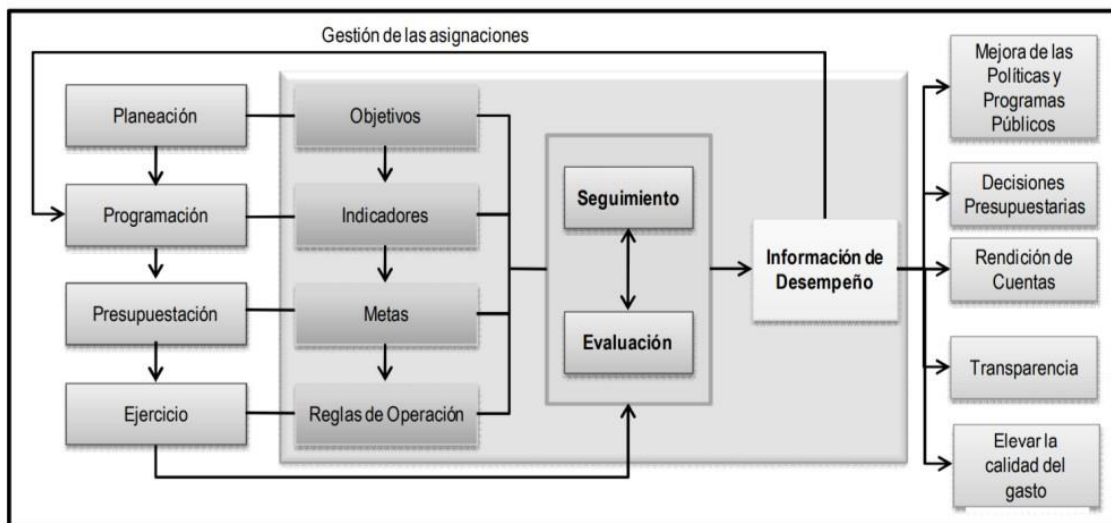 Gestión de las asignaciones
Planeación
Programación
Presupuestación
Ejercicio
Objetivos
Indicadores
Metas
Reglas de Operación
Seguimiento
Evaluación
Información de
Desempeño
Mejora de las
Políticas y
Programas
Públicos
Decisiones
Presupuestarias
Rendición de
Cuentas
Transparencia
Elevar la
calidad del
gasto